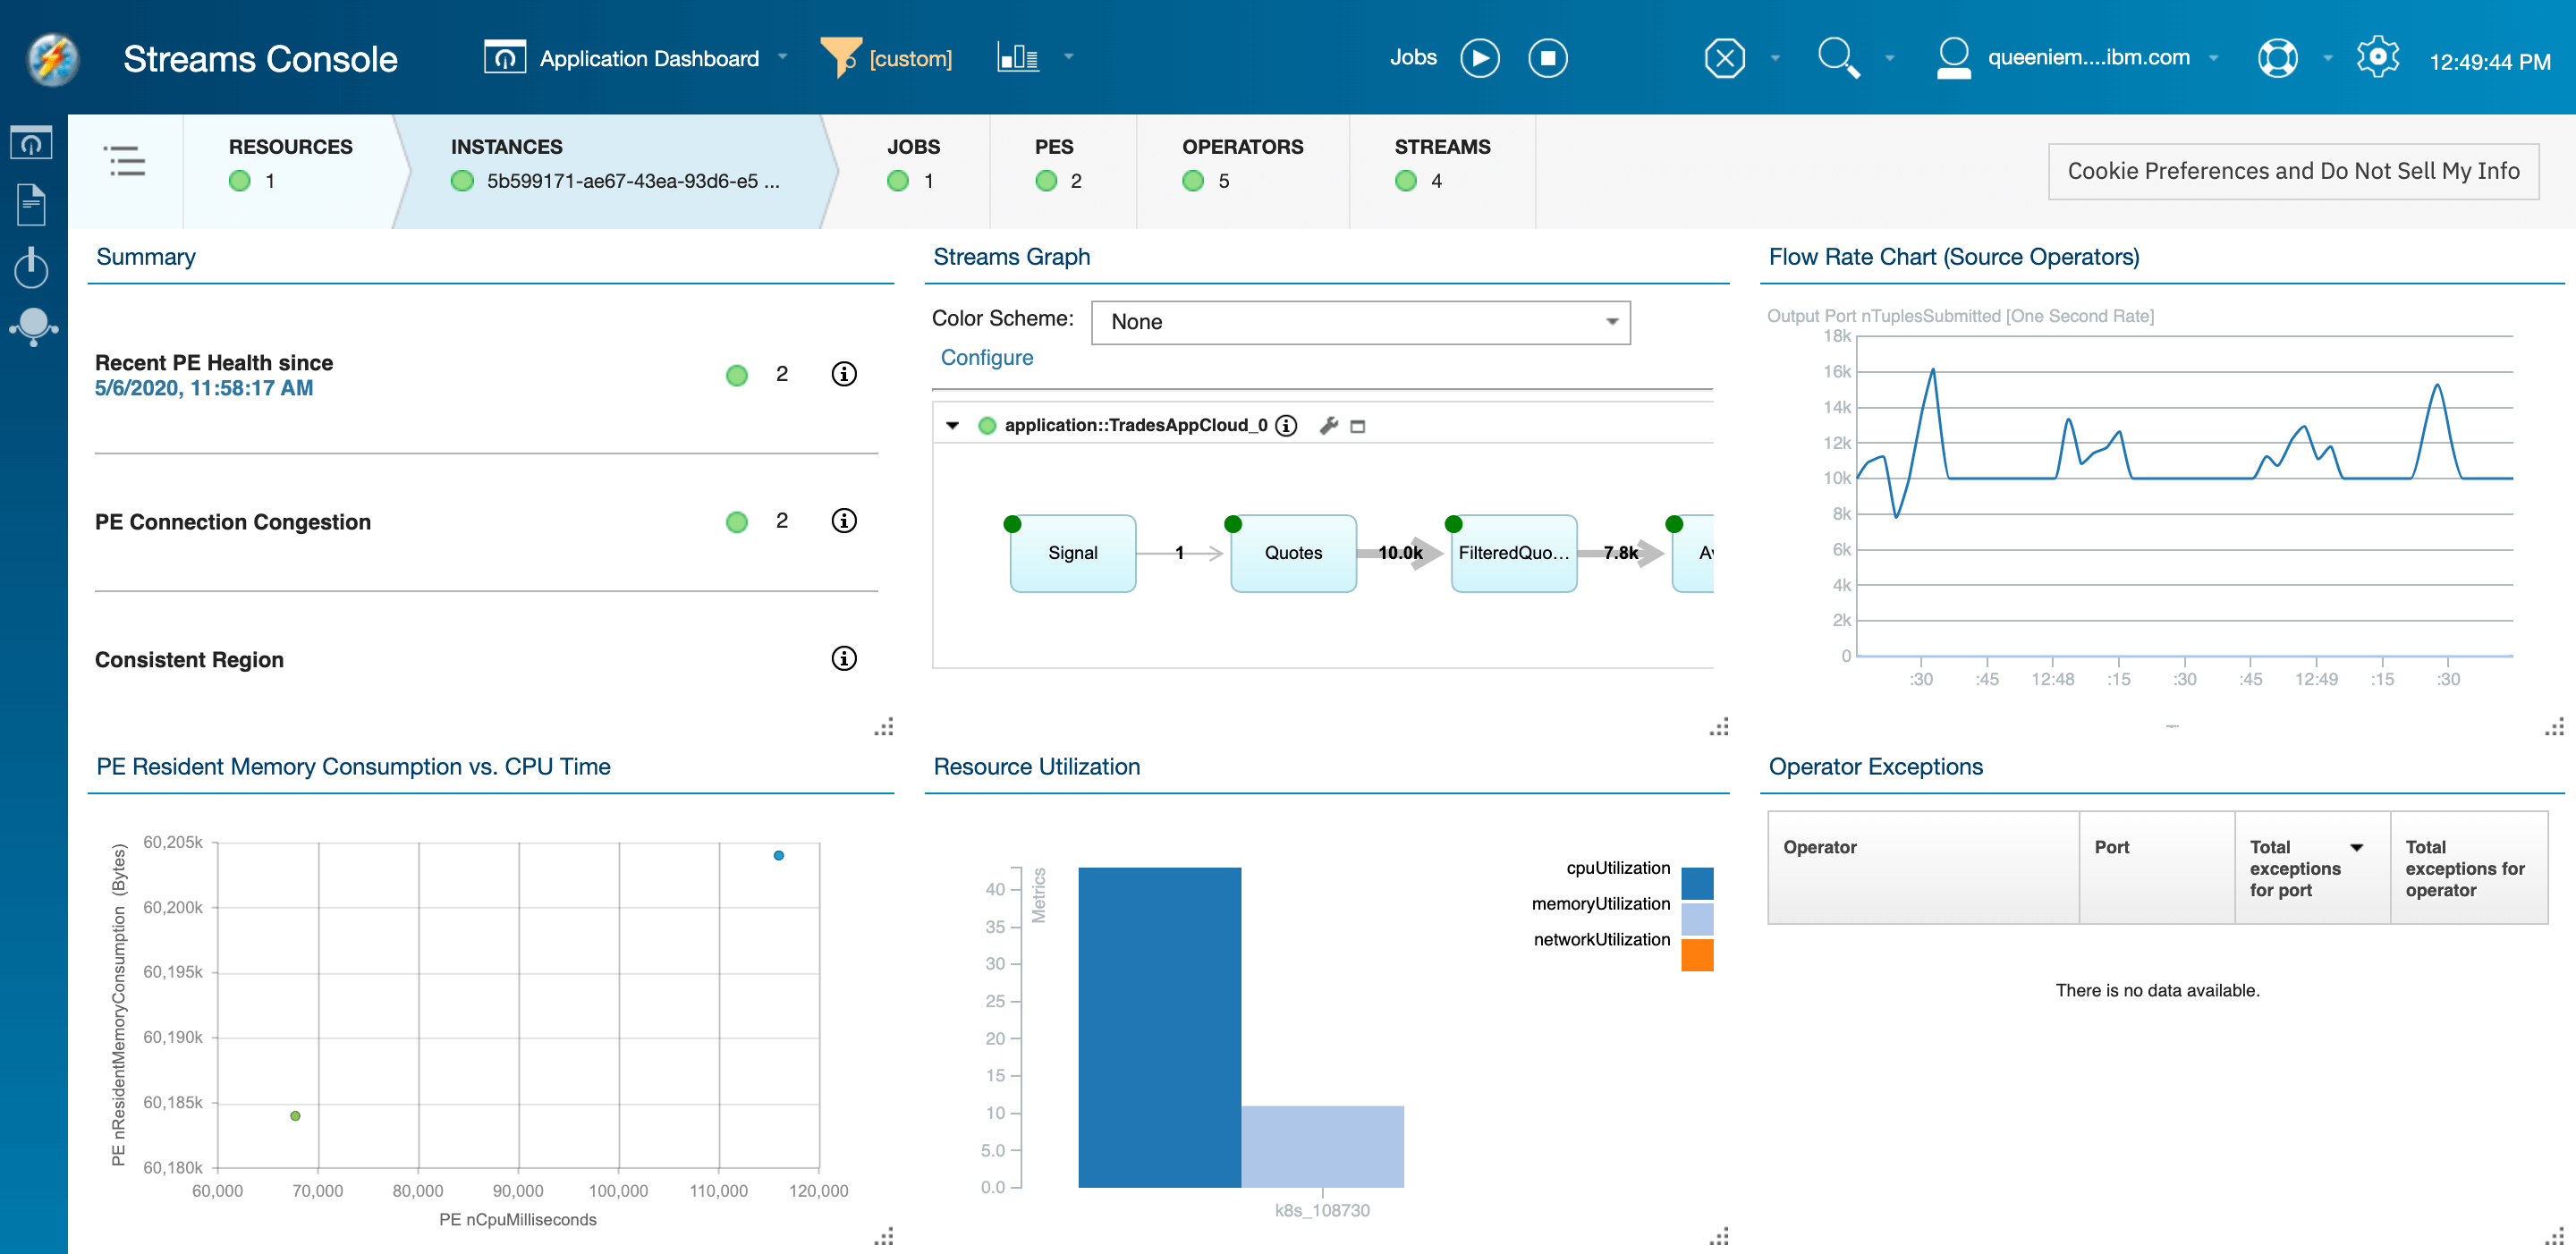 Streams Console
Application Dashboard
[custom]
Jobs
queeniem....ibm.com
12:49:44 PM
RESOURCES
1
INSTANCES
5b599171-ae67-43ea-93d6-e5 ...
JOBS
1
PES
2
OPERATORS
5
STREAMS
4
Cookie Preferences and Do Not Sell My Info
Summary
Recent PE Health since
5/6/2020, 11:58:17 AM
2
PE Connection Congestion
2
Consistent Region
Streams Graph
Color Scheme:
None
Configure
application::TradesAppCloud_0
Signal
1
Quotes
10.0k
FilteredQuo...
7.8k
Flow Rate Chart (Source Operators)
Output Port nTuplesSubmitted [One Second Rate]
18k
16k
14k
12k
10k
8k
6k
4k
2k
0
:30
:45
12:48
:15
:30
:45
12:49
:15
:30
PE Resident Memory Consumption vs. CPU Time
PE nResidentMemoryConsumption (Bytes)
60,205k
60,200k
60,195k
60,190k
60,185k
60,180k
60,000
70,000
80,000
90,000
100,000
110,000
120,000
PE nCpuMilliseconds
Resource Utilization
Metrics
40
35
30
25
20
15
10
5.0
0.0
k8s_108730
cpuUtilization
memoryUtilization
networkUtilization
Operator Exceptions
Operator
Port
Total
exceptions
for port
Total
exceptions for
operator
There is no data available.